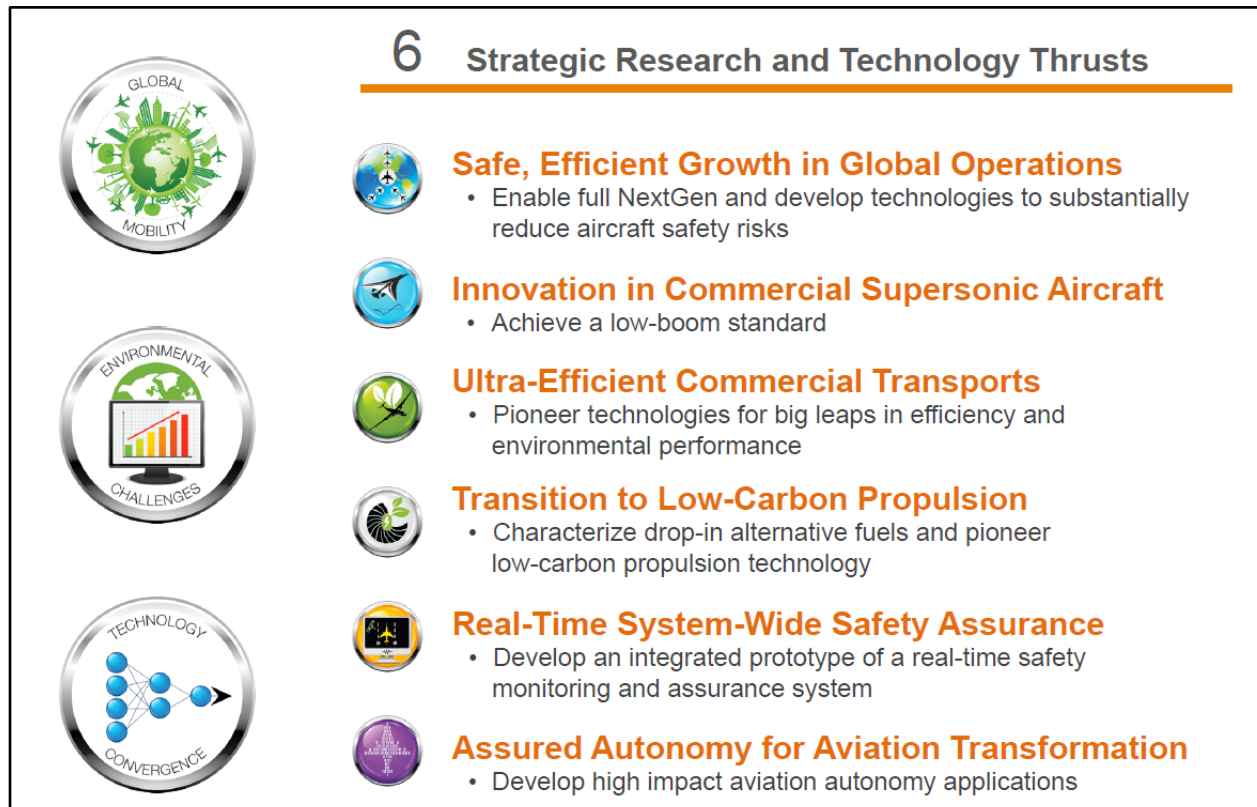 6 Strategic Research and Technology Thrusts
GLOBAL
MOBILITY
Safe, Efficient Growth in Global Operations
• Enable full NextGen and develop technologies to substantially
reduce aircraft safety risks
Innovation in Commercial Supersonic Aircraft
• Achieve a low-boom standard
ENVIRONMENTAL
CHALLENGES
Ultra-Efficient Commercial Transports
• Pioneer technologies for big leaps in efficiency and
environmental performance
Transition to Low-Carbon Propulsion
• Characterize drop-in alternative fuels and pioneer
low-carbon propulsion technology
TECHNOLOGY
CONVERGENCE
Real-Time System-Wide Safety Assurance
• Develop an integrated prototype of a real-time safety
monitoring and assurance system
Assured Autonomy for Aviation Transformation
• Develop high impact aviation autonomy applications